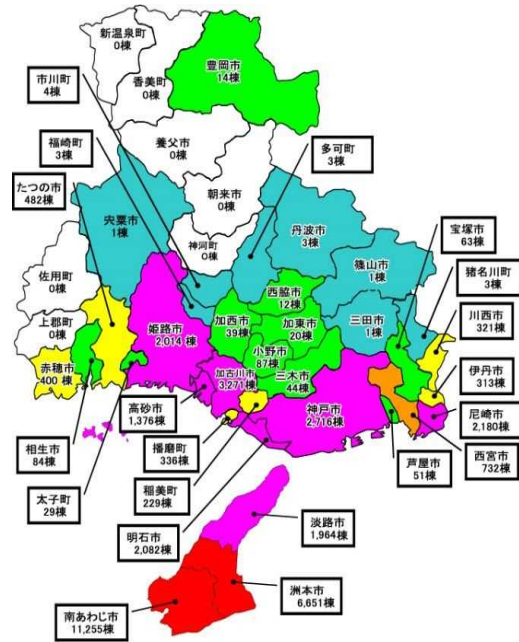 新温泉町
0棟
香美町
0棟
豊岡市
14棟
市川町
4棟
福崎町
3棟
養父市
0棟
朝来市
0棟
多可町
3棟
たつの市
482棟
宍粟市
1棟
神河町
0棟
丹波市
3棟
宝塚市
63棟
佐用町
0棟
篠山市
1棟
猪名川町
3棟
西脇市
12棟
上郡町
0棟
姫路市
2,014 棟
加西市
39棟
加東市
20棟
三田市
1棟
川西市
321棟
赤穂市
400 棟
小野市
87棟
加古川市
3,271棟
三木市
44棟
伊丹市
313棟
神戸市
2,716棟
高砂市
1,376棟
尼崎市
2,180棟
相生市
84棟
播磨町
336棟
西宮市
732棟
芦屋市
51棟
太子町
29棟
稲美町
229棟
明石市
2,082棟
淡路市
1,964棟
洲本市
6,651棟
南あわじ市
11,255棟